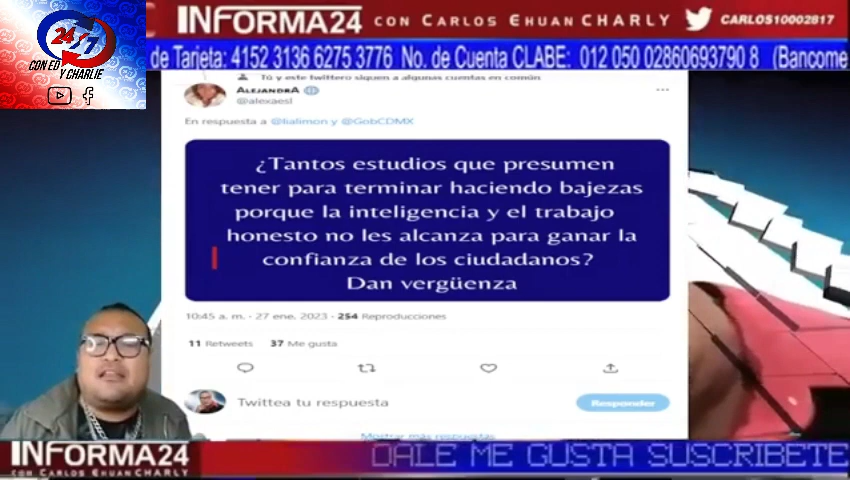 INFORMA24 CON CARLOS EHUAN CHARLY CARLOS10002817
24/7
CON ED
Y CHARLIE
de Tarjeta: 4152 3136 6275 3776 No. de Cuenta CLABE: 012 050 02860693790 8 (Bancome
Tú y este twittero siguen a algunas cuentas en común
ALEJANDRA
@alexaesl
En respuesta a @lialimon y @GobCDMX
¿Tantos estudios que presumen
tener para terminar haciendo bajezas
porque la inteligencia y el trabajo
honesto no les alcanza para ganar la
confianza de los ciudadanos?
Dan vergüenza
10:45 a. m. · 27 ene. 2023 · 254 Reproducciones
11 Retweets 37 Me gusta
Twittea tu respuesta
Responder
Mostrar más respuestas
INFORMA24
CON CARLOS EHUAN CHARLY
DALE ME GUSTA SUSCRIBETE